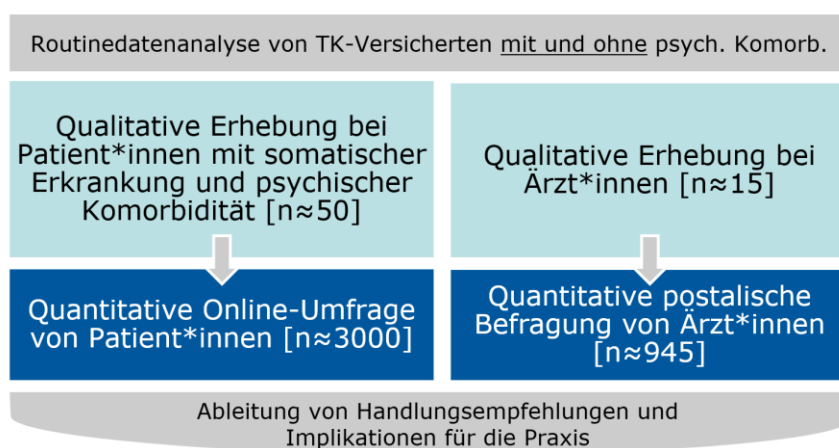 Routinedatenanalyse von TK-Versicherten mit und ohne psych. Komorb.
Qualitative Erhebung bei
Patient*innen mit somatischer
Erkrankung und psychischer
Komorbidität [n≈50]
Qualitative Erhebung bei
Ärzt*innen [n≈15]
Quantitative Online-Umfrage
von Patient*innen [n≈3000]
Quantitative postalische
Befragung von Ärzt*innen
[n≈945]
Ableitung von Handlungsempfehlungen und
Implikationen für die Praxis